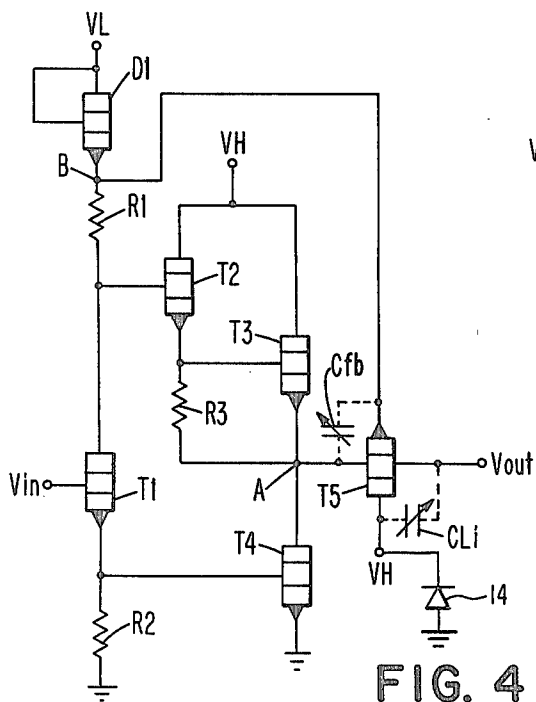 VL
D1
B
VH
V
R1
T2
T3
Cfb
R3
Vin
T1
A
T5
Vout
T4
CLi
VH
R2
14
FIG. 4